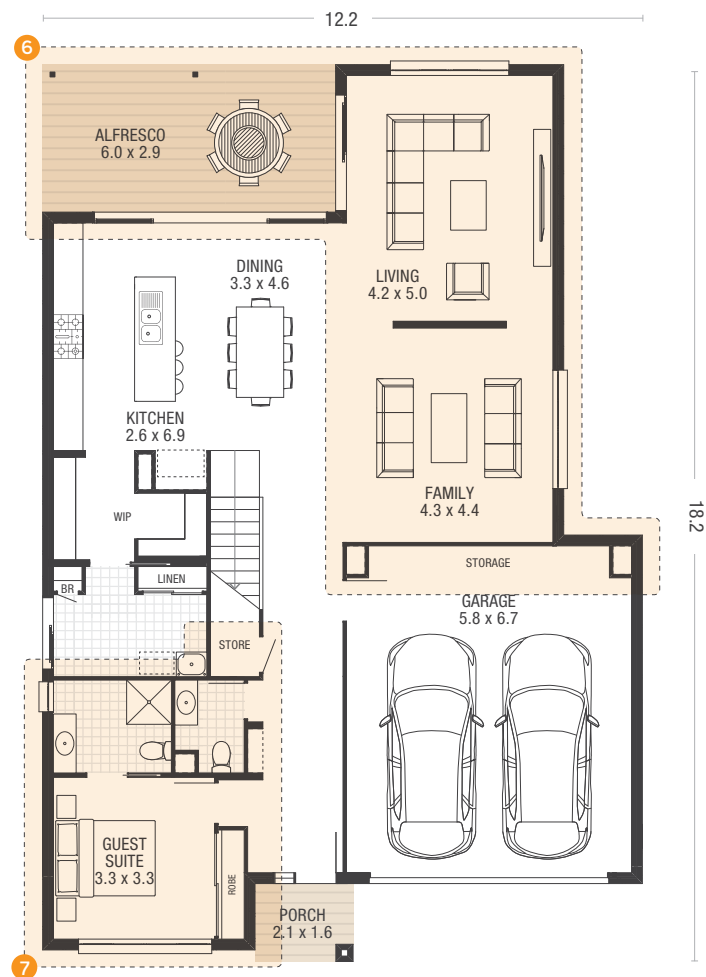 12.2
6
ALFRESCO
6.0 x 2.9
DINING
3.3 x 4.6
LIVING
4.2 x 5.0
KITCHEN
2.6 x 6.9
FAMILY
4.3 x 4.4
18.2
WIP
STORAGE
LINEN
BR
GARAGE
5.8 x 6.7
STORE
GUEST
SUITE
3.3 x 3.3
ROBE
PORCH
2.1 x 1.6
7